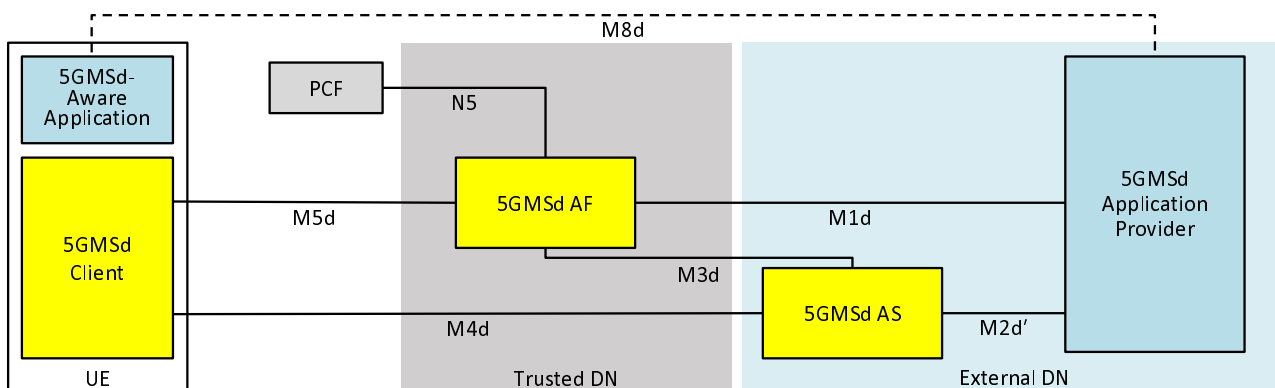 M8d
5GMSd-
Aware
Application
PCF
N5
5GMSd
Client
M5d
5GMSd AF
M1d
5GMSd
Application
Provider
M3d
M4d
5GMSd AS
M2d’
UE
Trusted DN
External DN